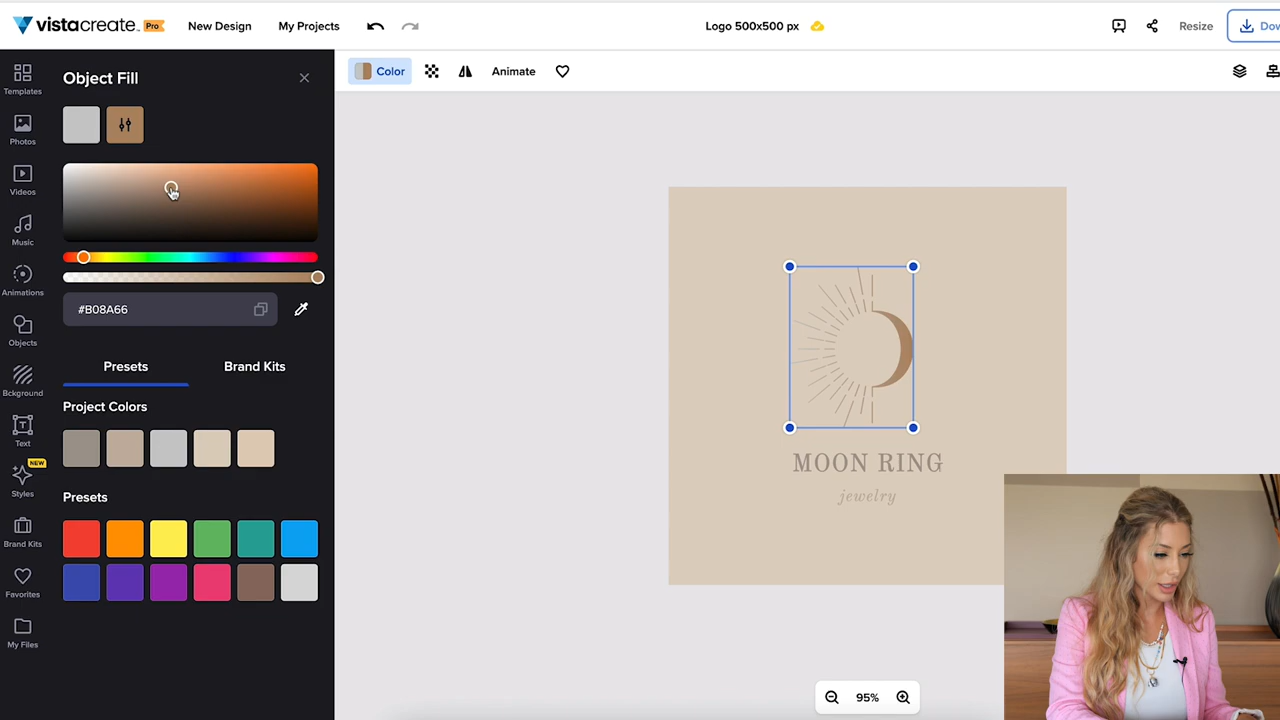 vistacreate Pro New Design My Projects Logo 500x500 px Resize
Object Fill
Color Animate
Templates
Photos
Videos
Music
Animations
Objects
Bckground
Text
NEW
Styles
Brand Kits
Favorites
My Files
#B08A66
Presets Brand Kits
Project Colors
Presets
MOON RING
jewelry
95%